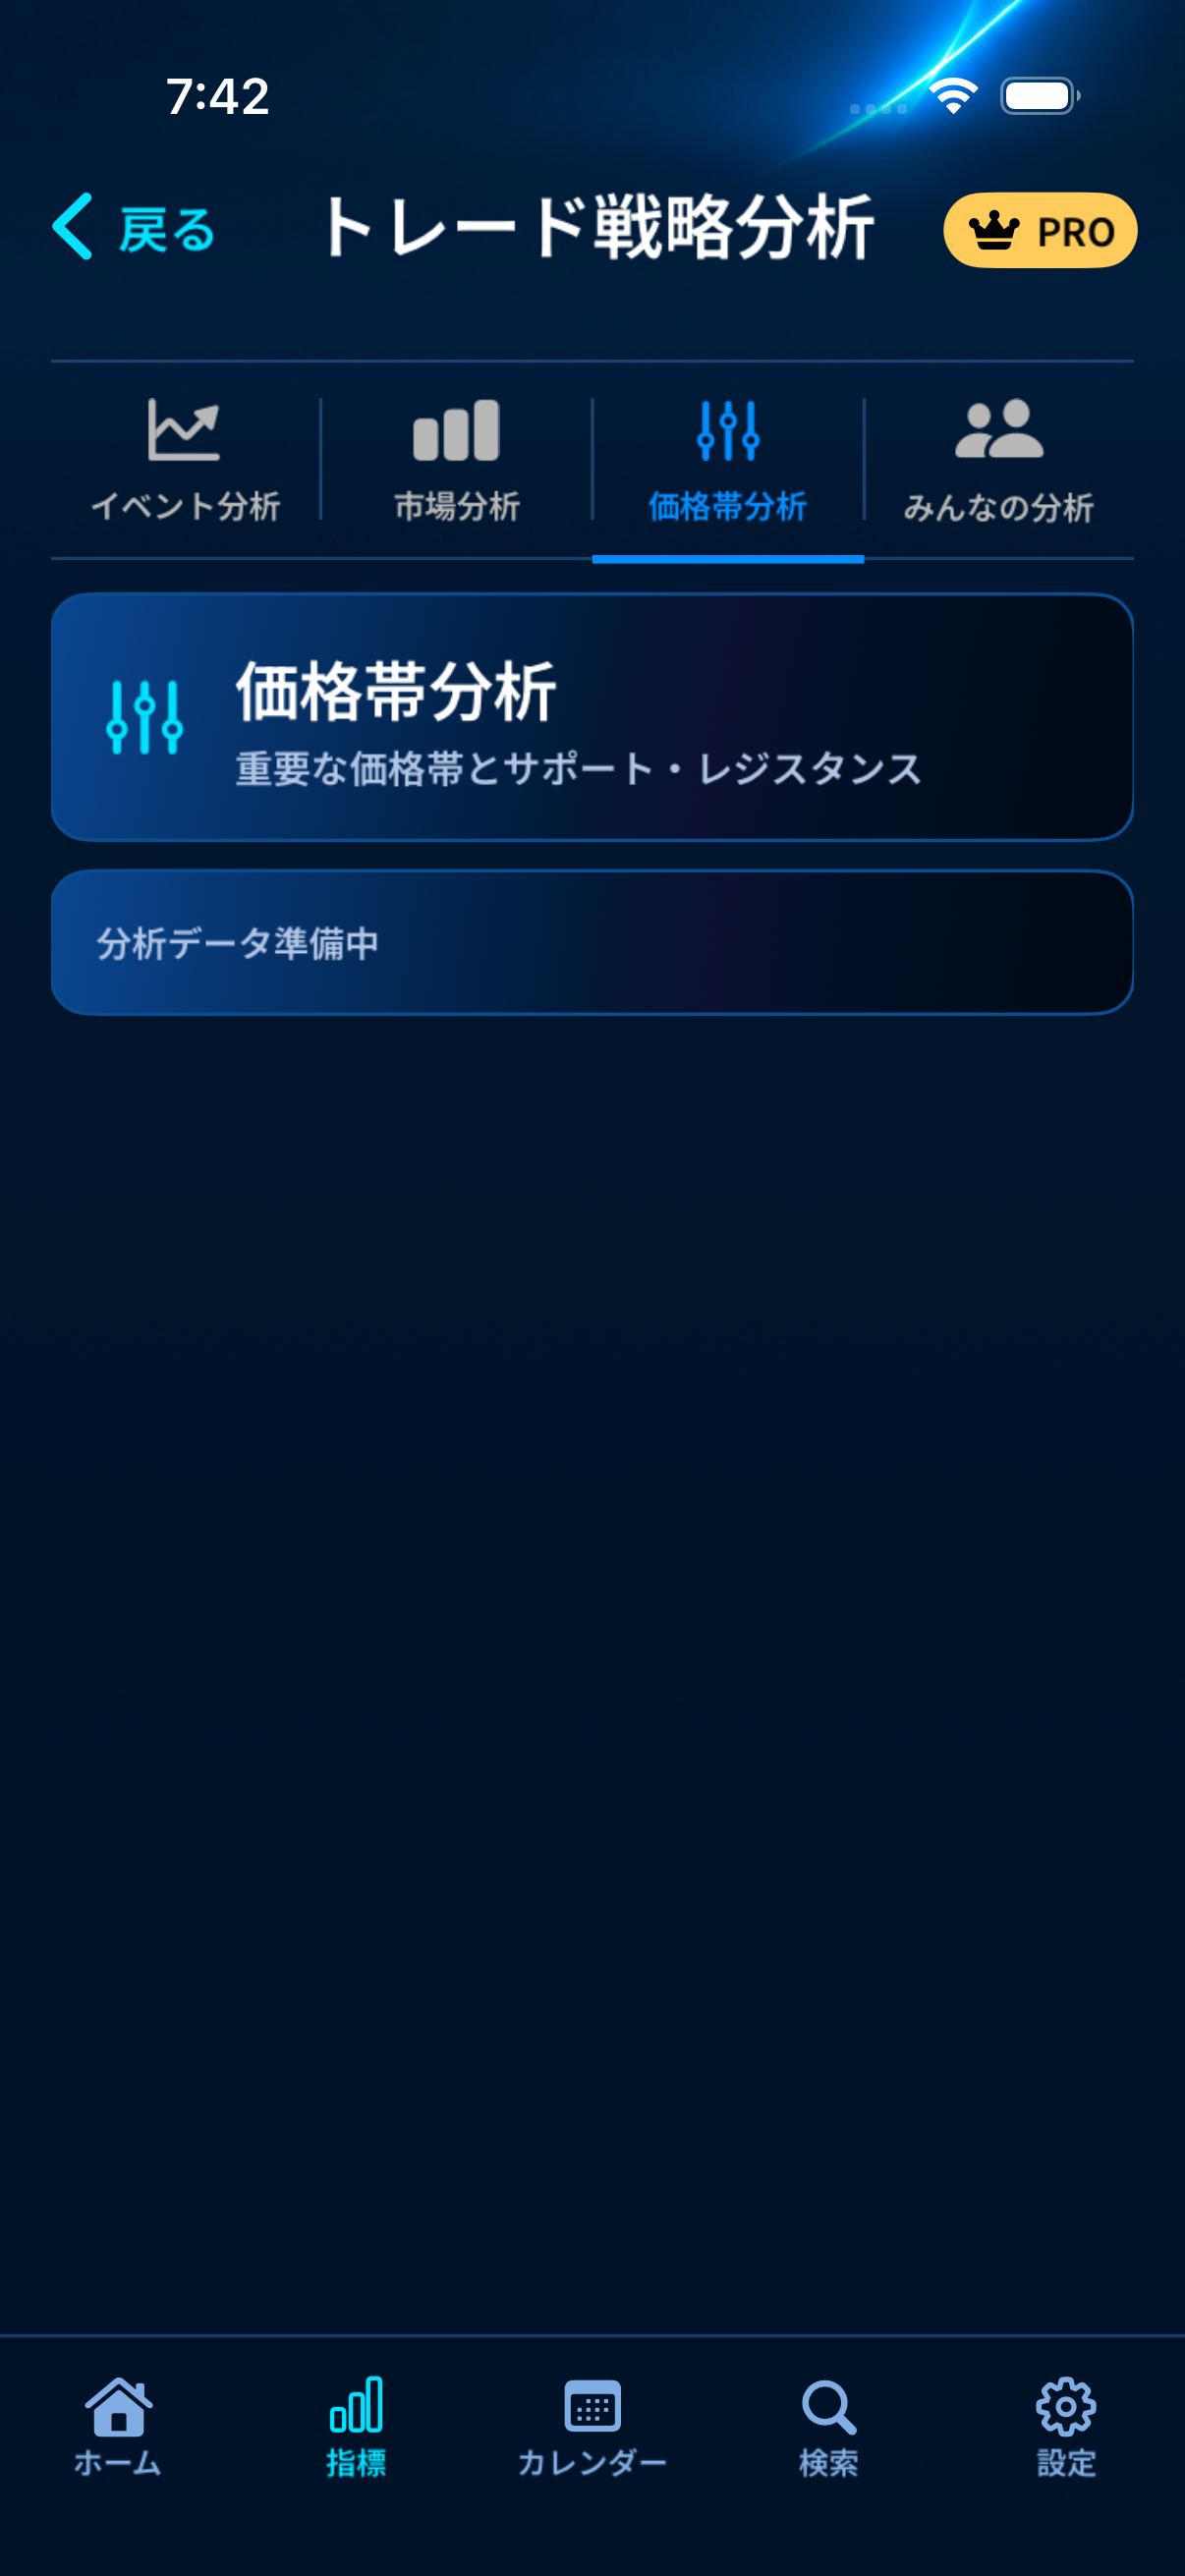 7:42
戻る
トレード戦略分析
PRO
イベント分析
市場分析
価格帯分析
みんなの分析
価格帯分析
重要な価格帯とサポート・レジスタンス
分析データ準備中
ホーム
指標
カレンダー
検索
設定